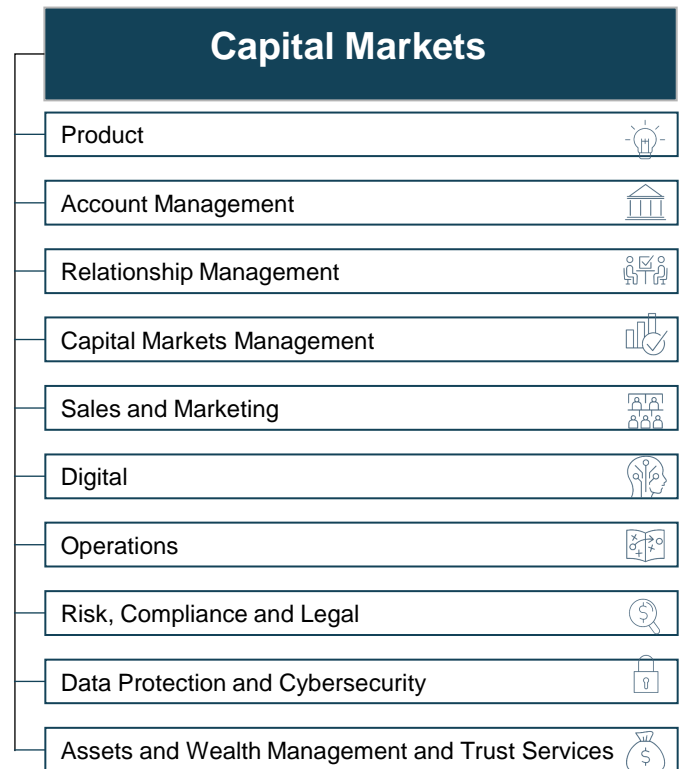 Capital Markets
Product
Account Management
Relationship Management
Capital Markets Management
Sales and Marketing
Digital
Operations
Risk, Compliance and Legal
Data Protection and Cybersecurity
Assets and Wealth Management and Trust Services